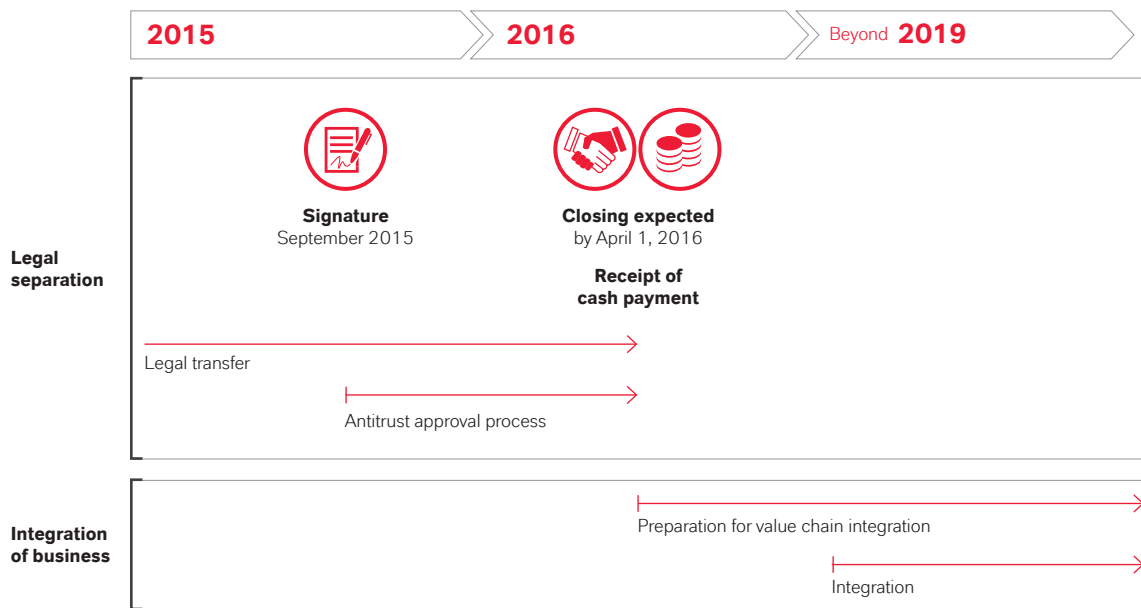 2015
2016
Beyond 2019
Legal
separation
Signature
September 2015
Closing expected
by April 1, 2016
Receipt of
cash payment
Legal transfer
Antitrust approval process
Integration
of business
Preparation for value chain integration
Integration